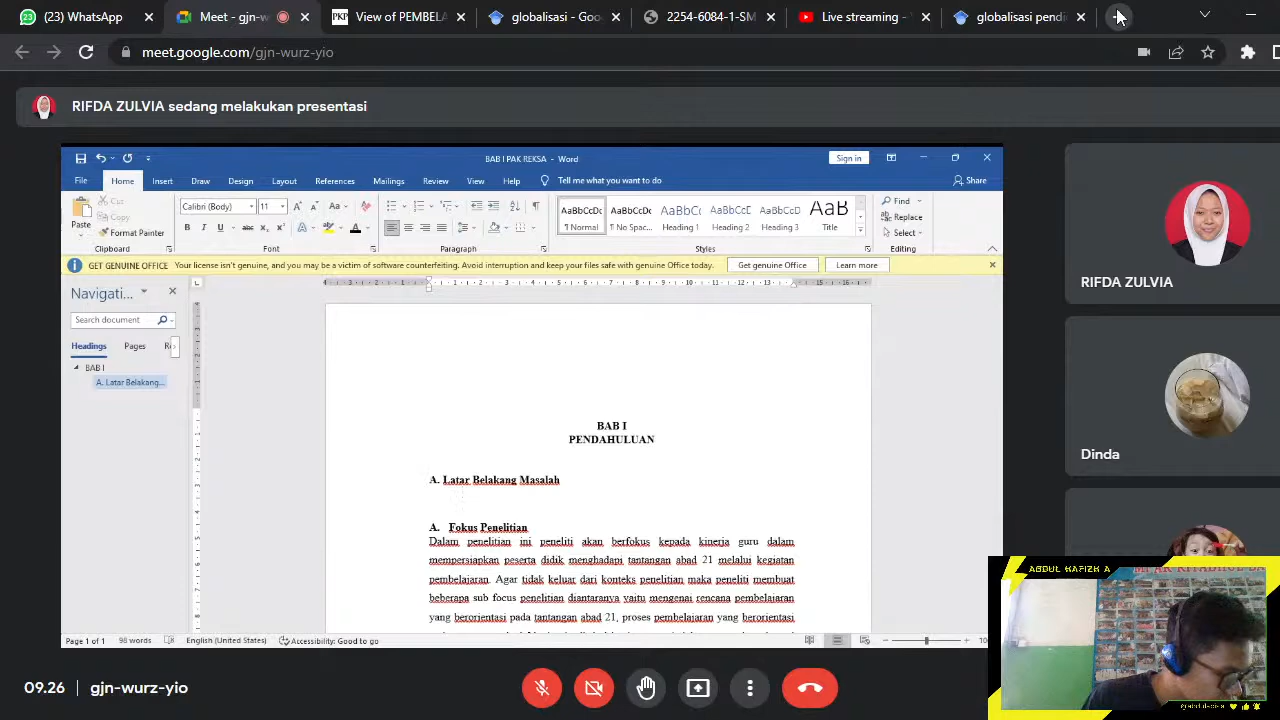 (23) WhatsApp
Meet - gjn-w
View of PEMBELA
globalisasi - Goo
2254-6087-1-SM
Live streaming -
globalisasi pendi
meet.google.com/gjn-wurz-yio
RIFDA ZULVIA sedang melakukan presentasi
BAB I PAK REKSA - Word
Sign in
File Home Insert Draw Design Layout References Mailings Review View Help Tell me what you want to do Share
Paste
Cut
Copy
Format Painter
Calibri (Body) 11
AaBbCcDc AaBbCcDc AaBbCc AaBbCcD AaBbCcD AaB
¶ Normal ¶ No Spac... Heading 1 Heading 2 Heading 3 Title
Find
Replace
Select
Clipboard Font Paragraph Styles Editing
GET GENUINE OFFICE Your license isn't genuine, and you may be a victim of software counterfeiting. Avoid interruption and keep your files safe with genuine Office today. Get genuine Office Learn more
Navigati...
Search document
Headings Pages
BAB I
A. Latar Belakang...
BAB I
PENDAHULUAN
A. Latar Belakang Masalah
A. Fokus Penelitian
Dalam penelitian ini peneliti akan berfokus kepada kinerja guru dalam
mempersiapkan peserta didik menghadapi tantangan abad 21 melalui kegiatan
pembelajaran. Agar tidak keluar dari konteks penelitian maka peneliti membuat
beberapa sub focus penelitian diantaranya yaitu mengenai rencana pembelajaran
yang berorientasi pada tantangan abad 21, proses pembelajaran yang berorientasi
Page 1 of 1 98 words English (United States) Accessibility: Good to go
RIFDA ZULVIA
Dinda
ABDUL HAFIZH A
09.26 | gjn-wurz-yio